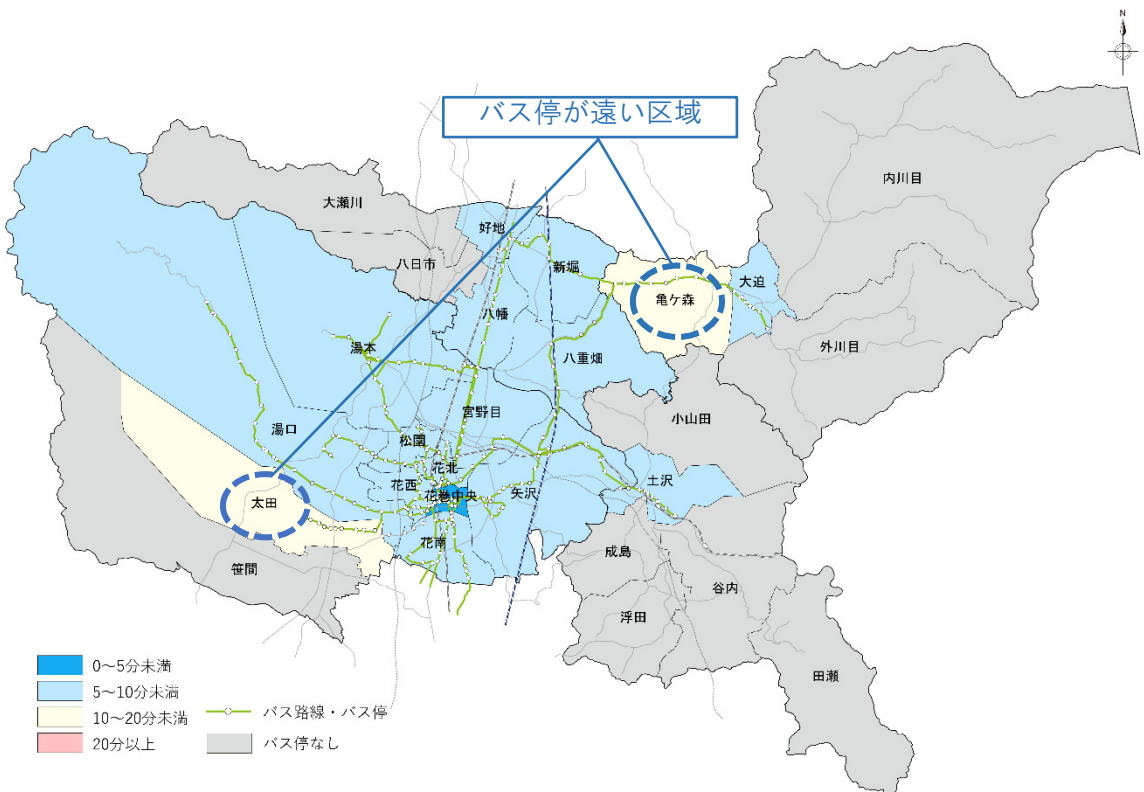 N
バス停が遠い区域
内川目
大瀬川
好地
八日市
新堀
大迫
亀ケ森
八幡
外川目
湯本
八重畑
宮野目
小山田
湯口
松園
花北
土沢
花西
花巻中央
矢沢
太田
花南
成島
笹間
谷内
浮田
田瀬
0～5分未満
5～10分未満
10～20分未満
バス路線・バス停
20分以上
バス停なし